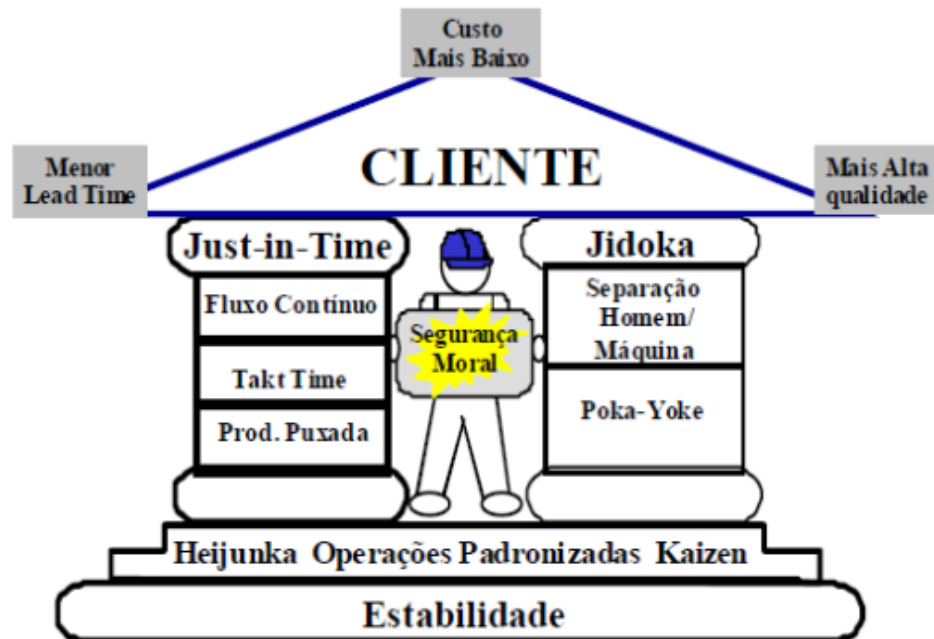 Custo
Mais Baixo
Menor
Lead Time
CLIENTE
Mais Alta
qualidade
Just-in-Time
Fluxo Contínuo
Takt Time
Prod. Puxada
Segurança
Moral
Jidoka
Separação
Homem/
Máquina
Poka-Yoke
Heijunka Operações Padronizadas Kaizen
Estabilidade